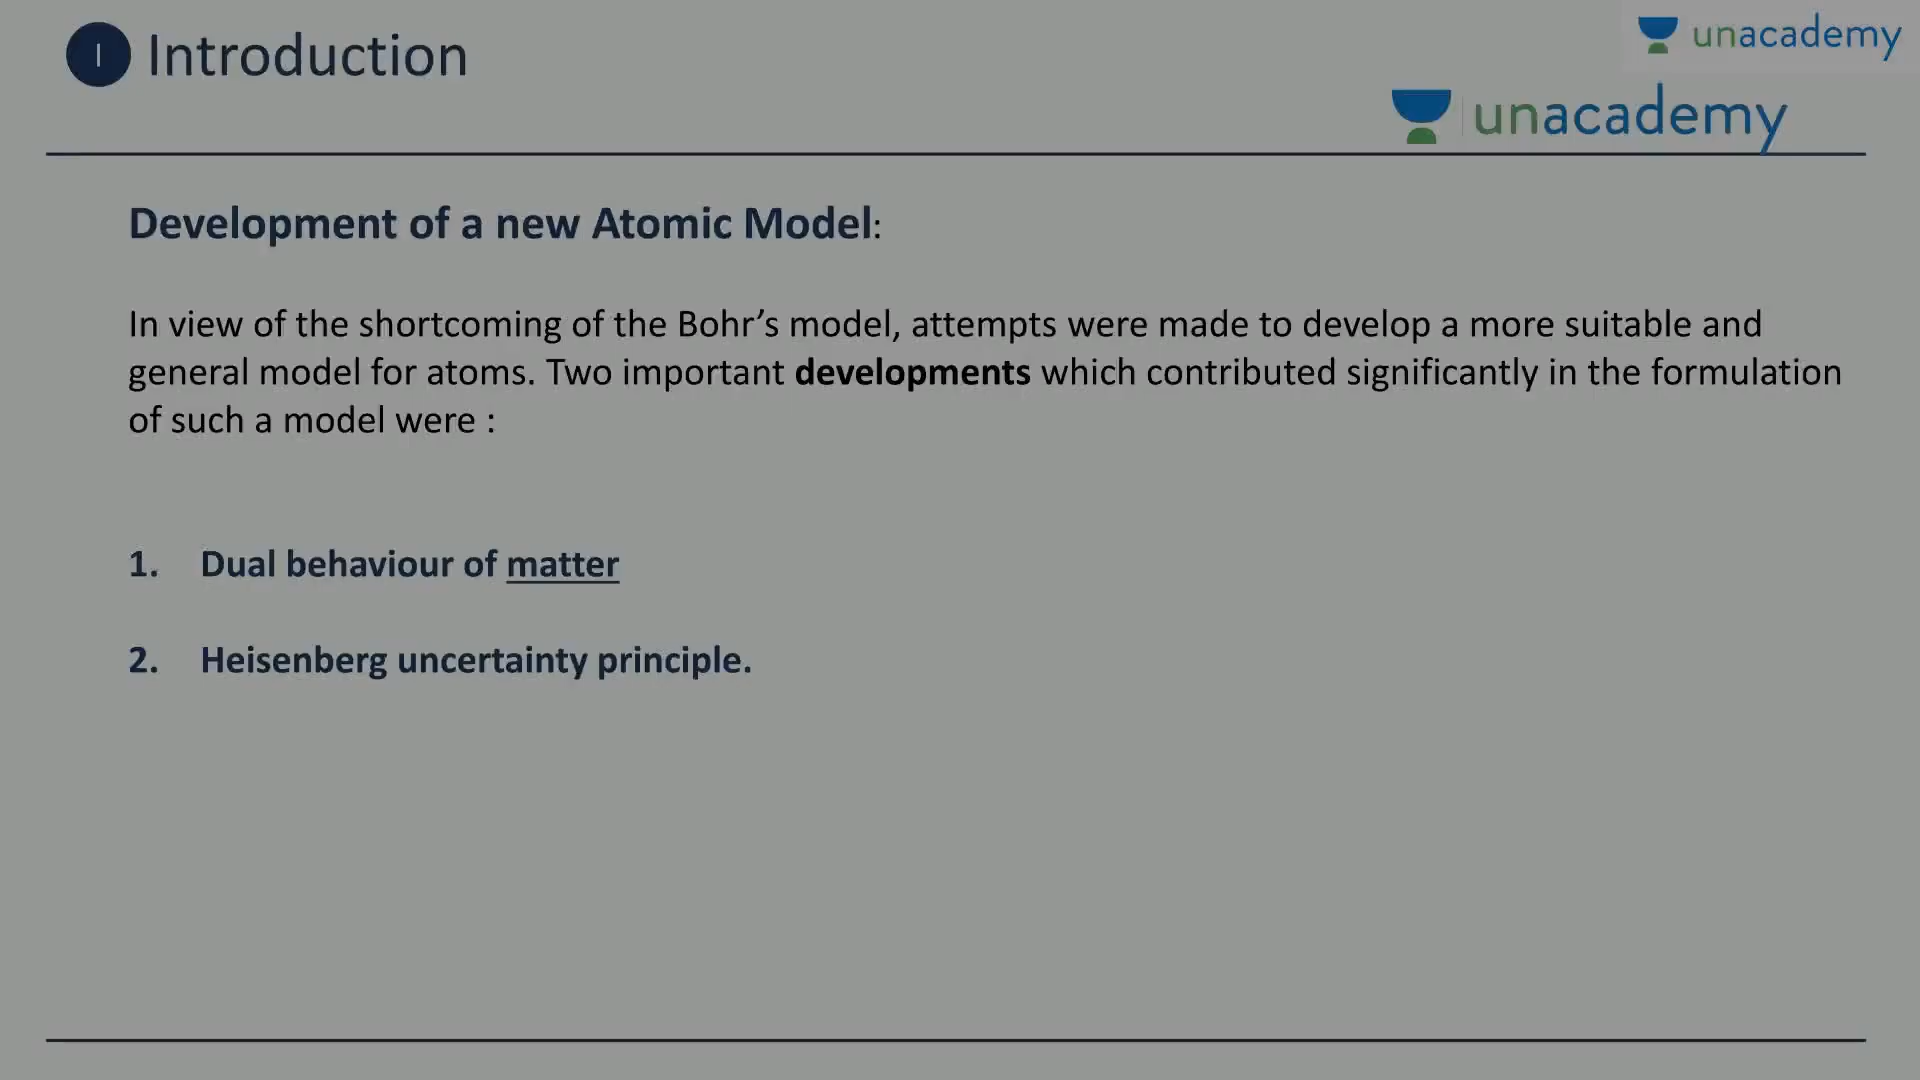 I Introduction
unacademy
unacademy
Development of a new Atomic Model:
In view of the shortcoming of the Bohr’s model, attempts were made to develop a more suitable and
general model for atoms. Two important developments which contributed significantly in the formulation
of such a model were :
1. Dual behaviour of matter
2. Heisenberg uncertainty principle.